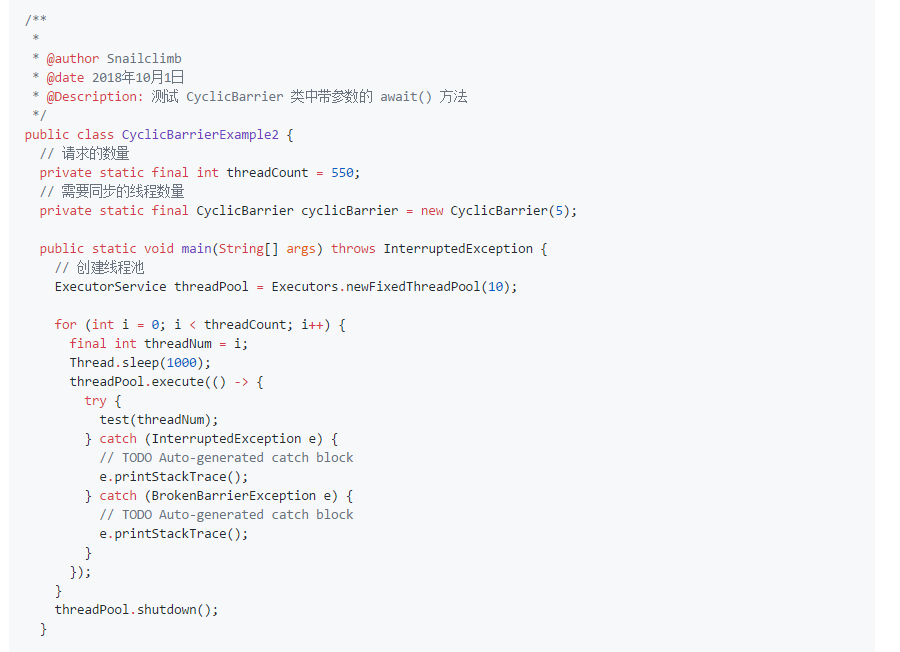 /**
 *
 * @author Snailclimb
 * @date 2018年10月1日
 * @Description: 测试 CyclicBarrier 类中带参数的 await() 方法
 */
public class CyclicBarrierExample2 {
  // 请求的数量
  private static final int threadCount = 550;
  // 需要同步的线程数量
  private static final CyclicBarrier cyclicBarrier = new CyclicBarrier(5);

  public static void main(String[] args) throws InterruptedException {
    // 创建线程池
    ExecutorService threadPool = Executors.newFixedThreadPool(10);

    for (int i = 0; i < threadCount; i++) {
      final int threadNum = i;
      Thread.sleep(1000);
      threadPool.execute(() -> {
        try {
          test(threadNum);
        } catch (InterruptedException e) {
          // TODO Auto-generated catch block
          e.printStackTrace();
        } catch (BrokenBarrierException e) {
          // TODO Auto-generated catch block
          e.printStackTrace();
        }
      });
    }
    threadPool.shutdown();
  }